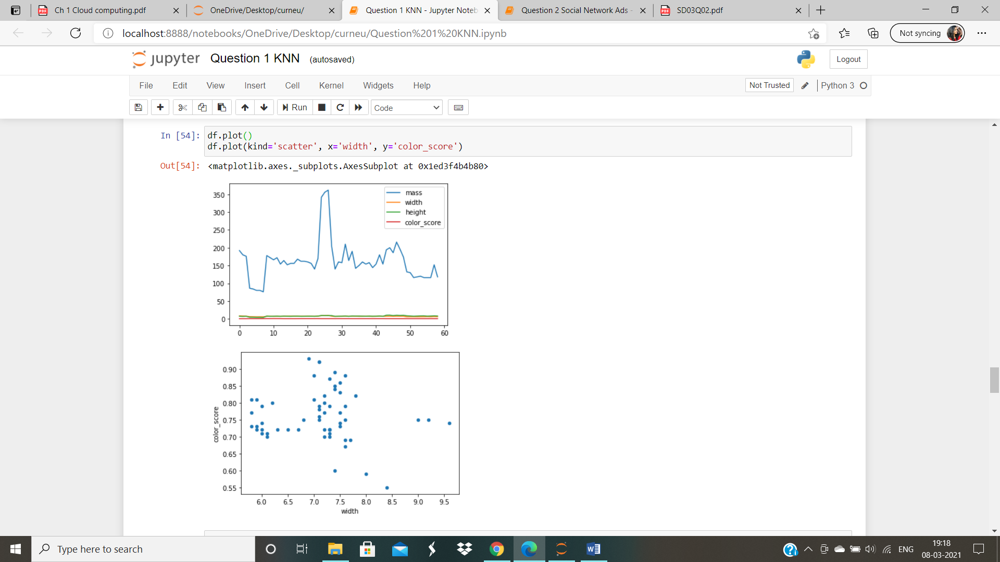 Ch 1 Cloud computing.pdf
OneDrive/Desktop/curneu/
Question 1 KNN - Jupyter Noteb
Question 2 Social Network Ads -
SD03Q02.pdf
localhost:8888/notebooks/OneDrive/Desktop/curneu/Question%201%20KNN.ipynb
Not syncing
jupyter Question 1 KNN (autosaved)
Logout
File Edit View Insert Cell Kernel Widgets Help
Not Trusted Python 3
Run Code
In [54]: df.plot()
df.plot(kind='scatter', x='width', y='color_score')
Out[54]: <matplotlib.axes._subplots.AxesSubplot at 0x1ed3f4b4b80>
350
300
250
200
150
100
50
0
mass
width
height
color_score
0 10 20 30 40 50 60
0.90
0.85
0.80
0.75
0.70
0.65
0.60
0.55
color_score
6.0 6.5 7.0 7.5 8.0 8.5 9.0 9.5
width
Type here to search
ENG
19:18
08-03-2021